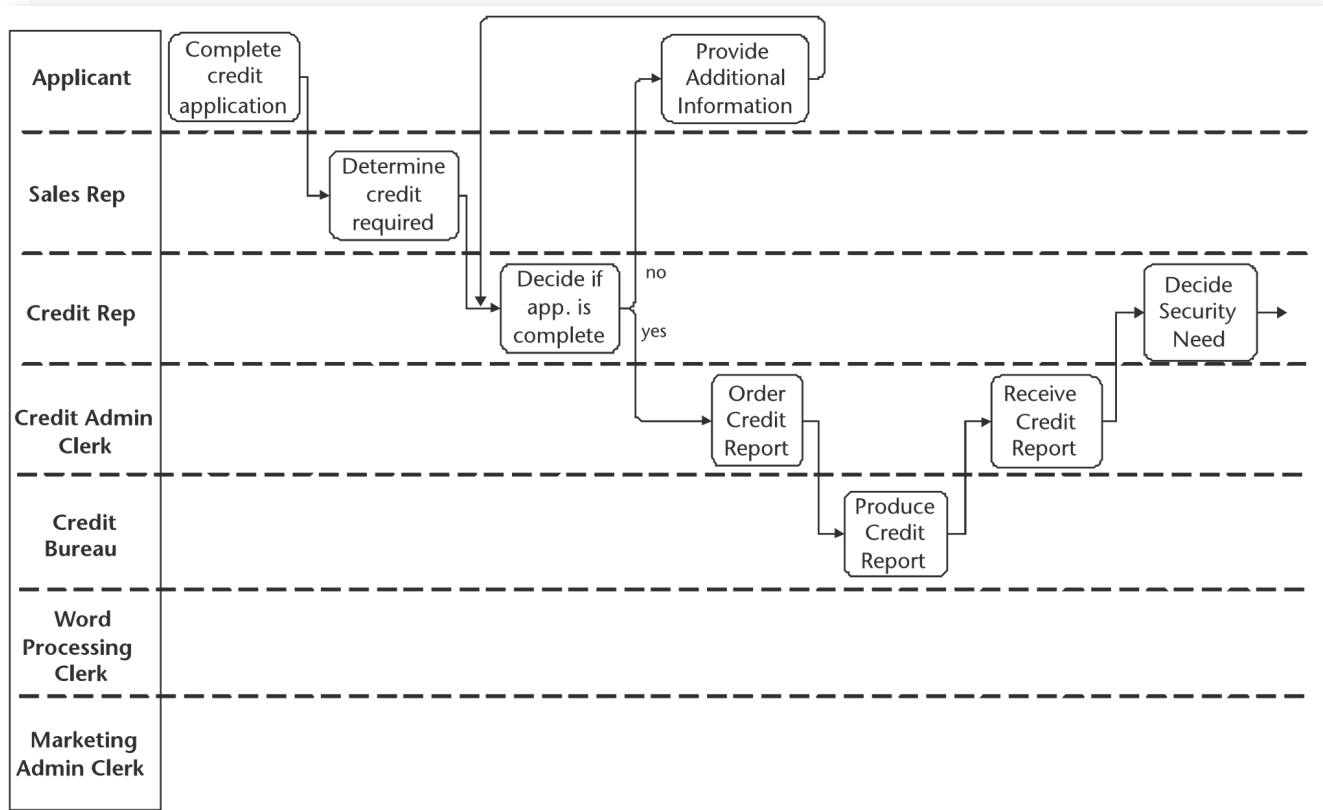 Applicant
Complete
credit
application
Provide
Additional
Information
Sales Rep
Determine
credit
required
Credit Rep
Decide if
app. is
complete
no
yes
Decide
Security
Need
Credit Admin
Clerk
Order
Credit
Report
Receive
Credit
Report
Credit
Bureau
Produce
Credit
Report
Word
Processing
Clerk
Marketing
Admin Clerk